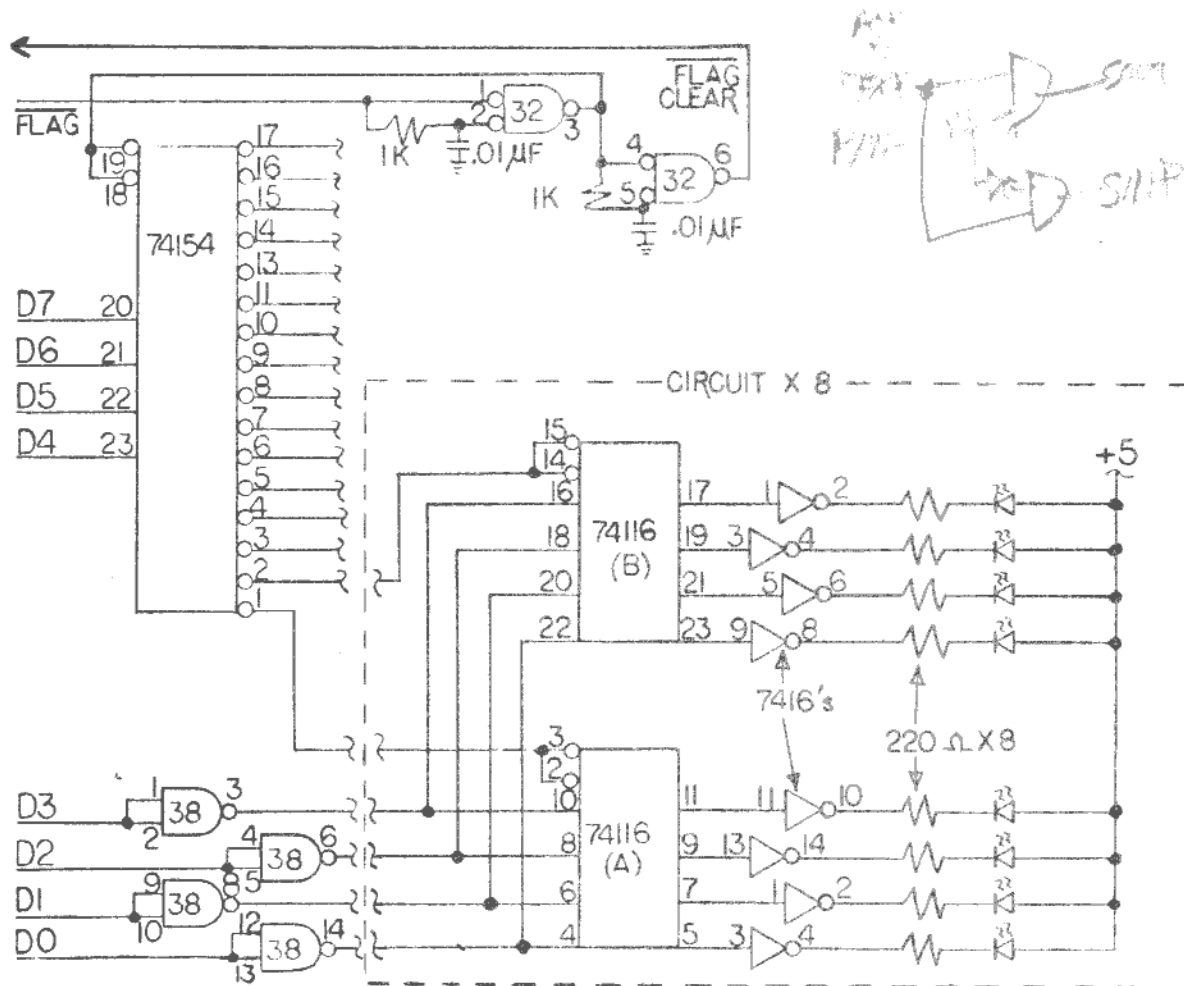 FLAG
FLAG
CLEAR
1 2 32 3
1K .01µF
4 5 32 6
1K .01µF
19
18
74154
17
16
15
14
13
11
10
9
8
7
6
5
4
3
2
1
D7 20
D6 21
D5 22
D4 23
CIRCUIT X 8
+5
15
14
16 17 1 2
18 74116 19 3 4
(B)
20 21 5 6
22 23 9 8
7416's
220 Ω X 8
3
2
10 11 11 10
8 74116 9 13 14
(A)
6 7 1 2
4 5 3 4
D3 1 2 38 3
D2 4 5 38 6
D1 9 10 38 8
D0 12 13 38 14